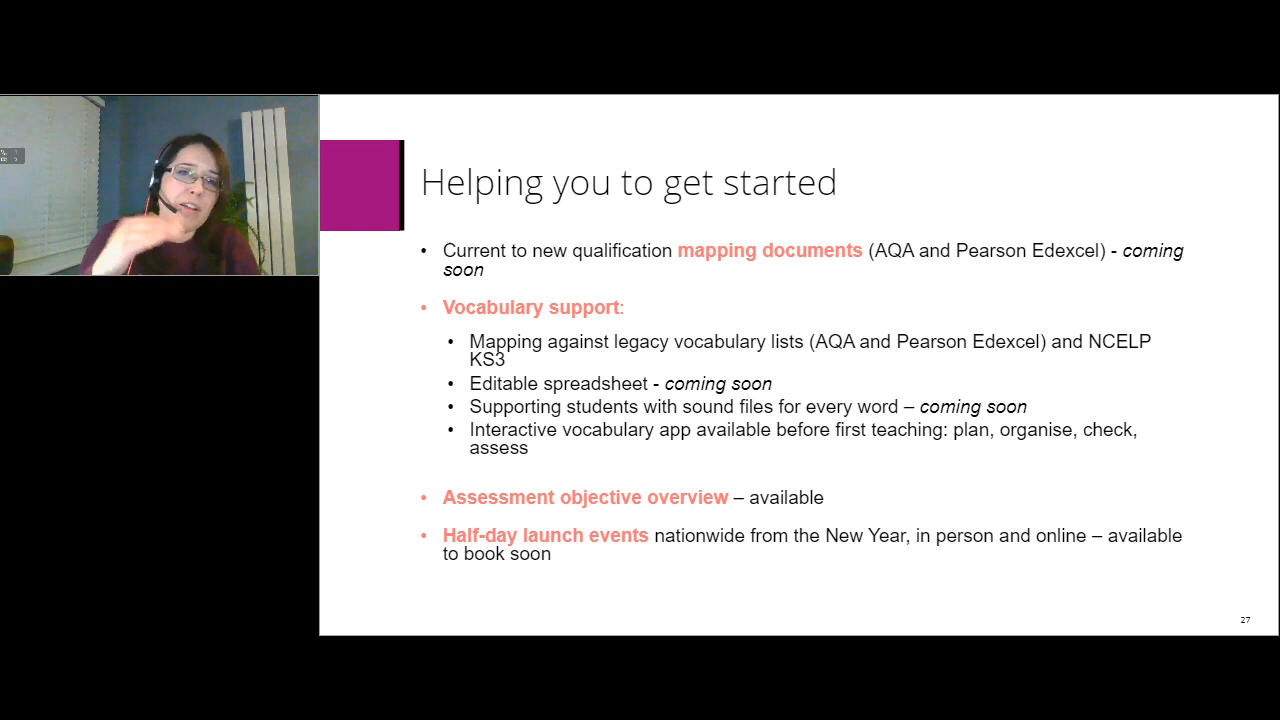 Helping you to get started
• Current to new qualification mapping documents (AQA and Pearson Edexcel) - coming
soon
• Vocabulary support:
• Mapping against legacy vocabulary lists (AQA and Pearson Edexcel) and NCELP
KS3
• Editable spreadsheet - coming soon
• Supporting students with sound files for every word – coming soon
• Interactive vocabulary app available before first teaching: plan, organise, check,
assess
• Assessment objective overview – available
• Half-day launch events nationwide from the New Year, in person and online – available
to book soon
27